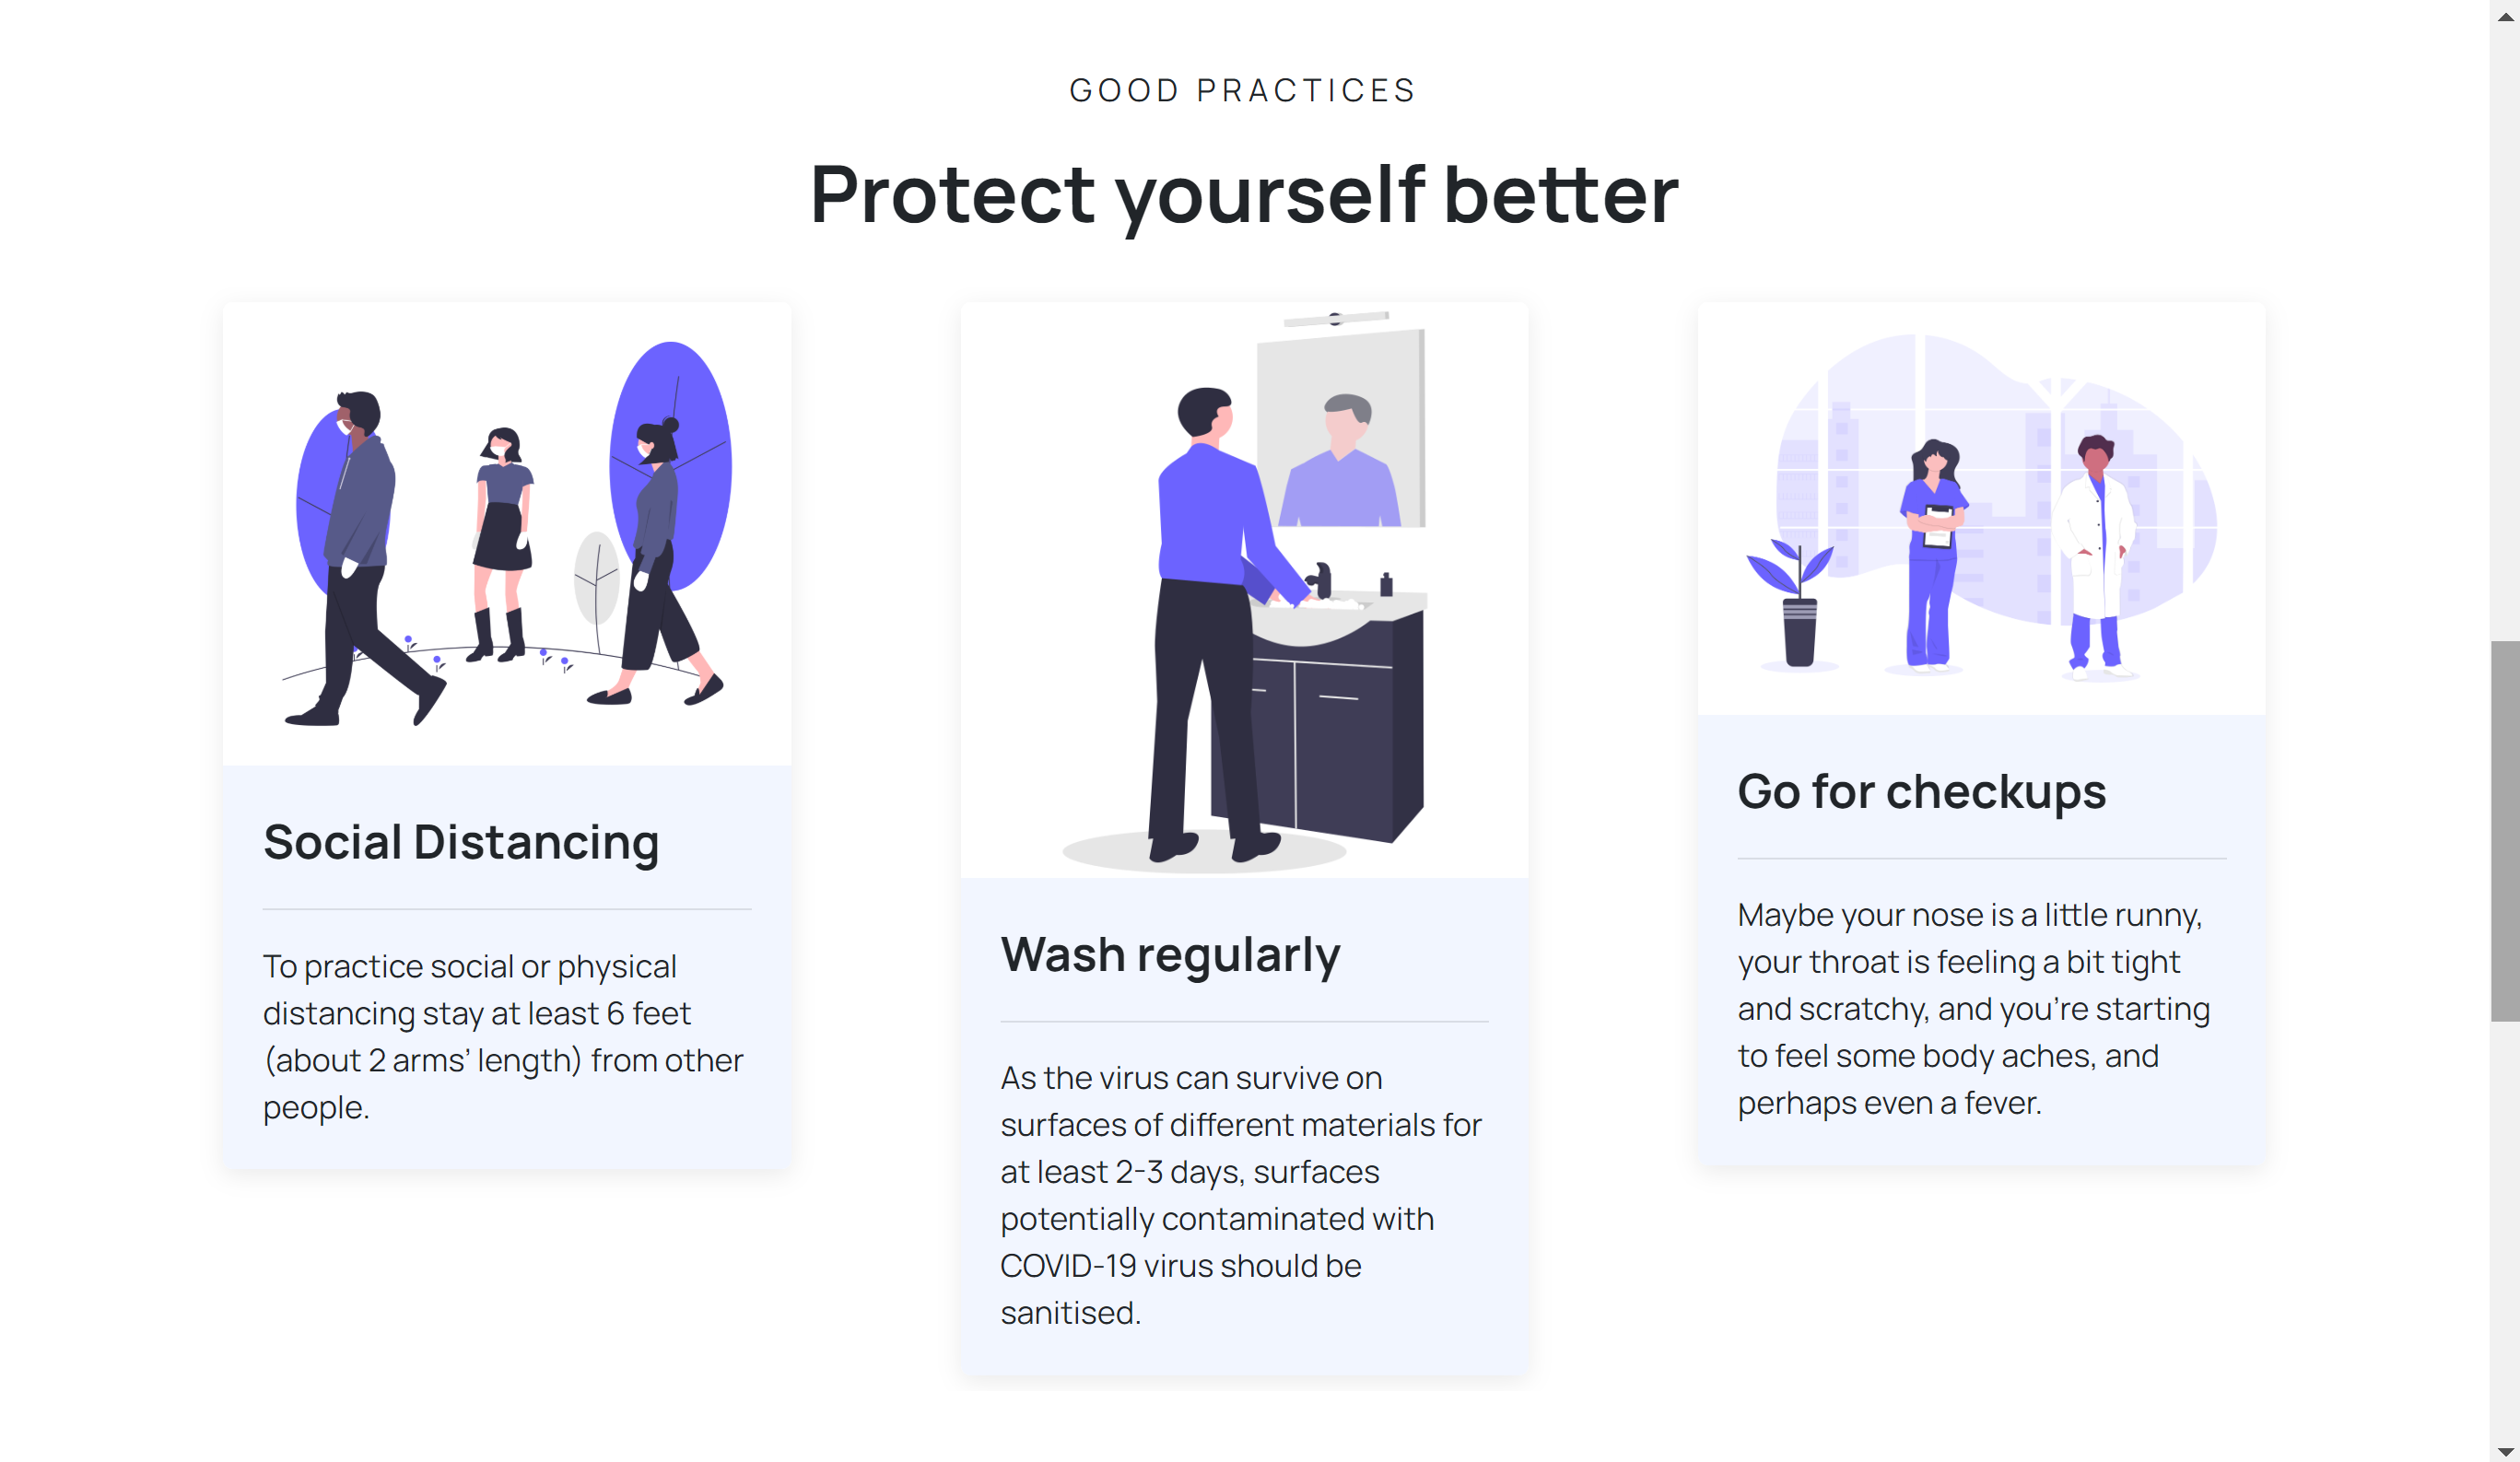 GOOD PRACTICES
Protect yourself better
Social Distancing
To practice social or physical
distancing stay at least 6 feet
(about 2 arms’ length) from other
people.
Wash regularly
As the virus can survive on
surfaces of different materials for
at least 2-3 days, surfaces
potentially contaminated with
COVID-19 virus should be
sanitised.
Go for checkups
Maybe your nose is a little runny,
your throat is feeling a bit tight
and scratchy, and you’re starting
to feel some body aches, and
perhaps even a fever.